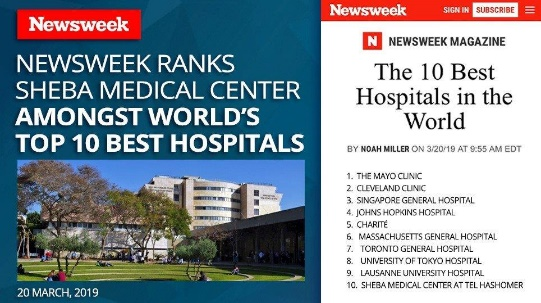 Newsweek
NEWSWEEK RANKS
SHEBA MEDICAL CENTER
AMONGST WORLD'S
TOP 10 BEST HOSPITALS
20 MARCH, 2019
Newsweek SIGN IN SUBSCRIBE
N NEWSWEEK MAGAZINE
The 10 Best
Hospitals in the
World
BY NOAH MILLER ON 3/20/19 AT 9:55 AM EDT
1. THE MAYO CLINIC
2. CLEVELAND CLINIC
3. SINGAPORE GENERAL HOSPITAL
4. JOHNS HOPKINS HOSPITAL
5. CHARITÉ
6. MASSACHUSETTS GENERAL HOSPITAL
7. TORONTO GENERAL HOSPITAL
8. UNIVERSITY OF TOKYO HOSPITAL
9. LAUSANNE UNIVERSITY HOSPITAL
10. SHEBA MEDICAL CENTER AT TEL HASHOMER